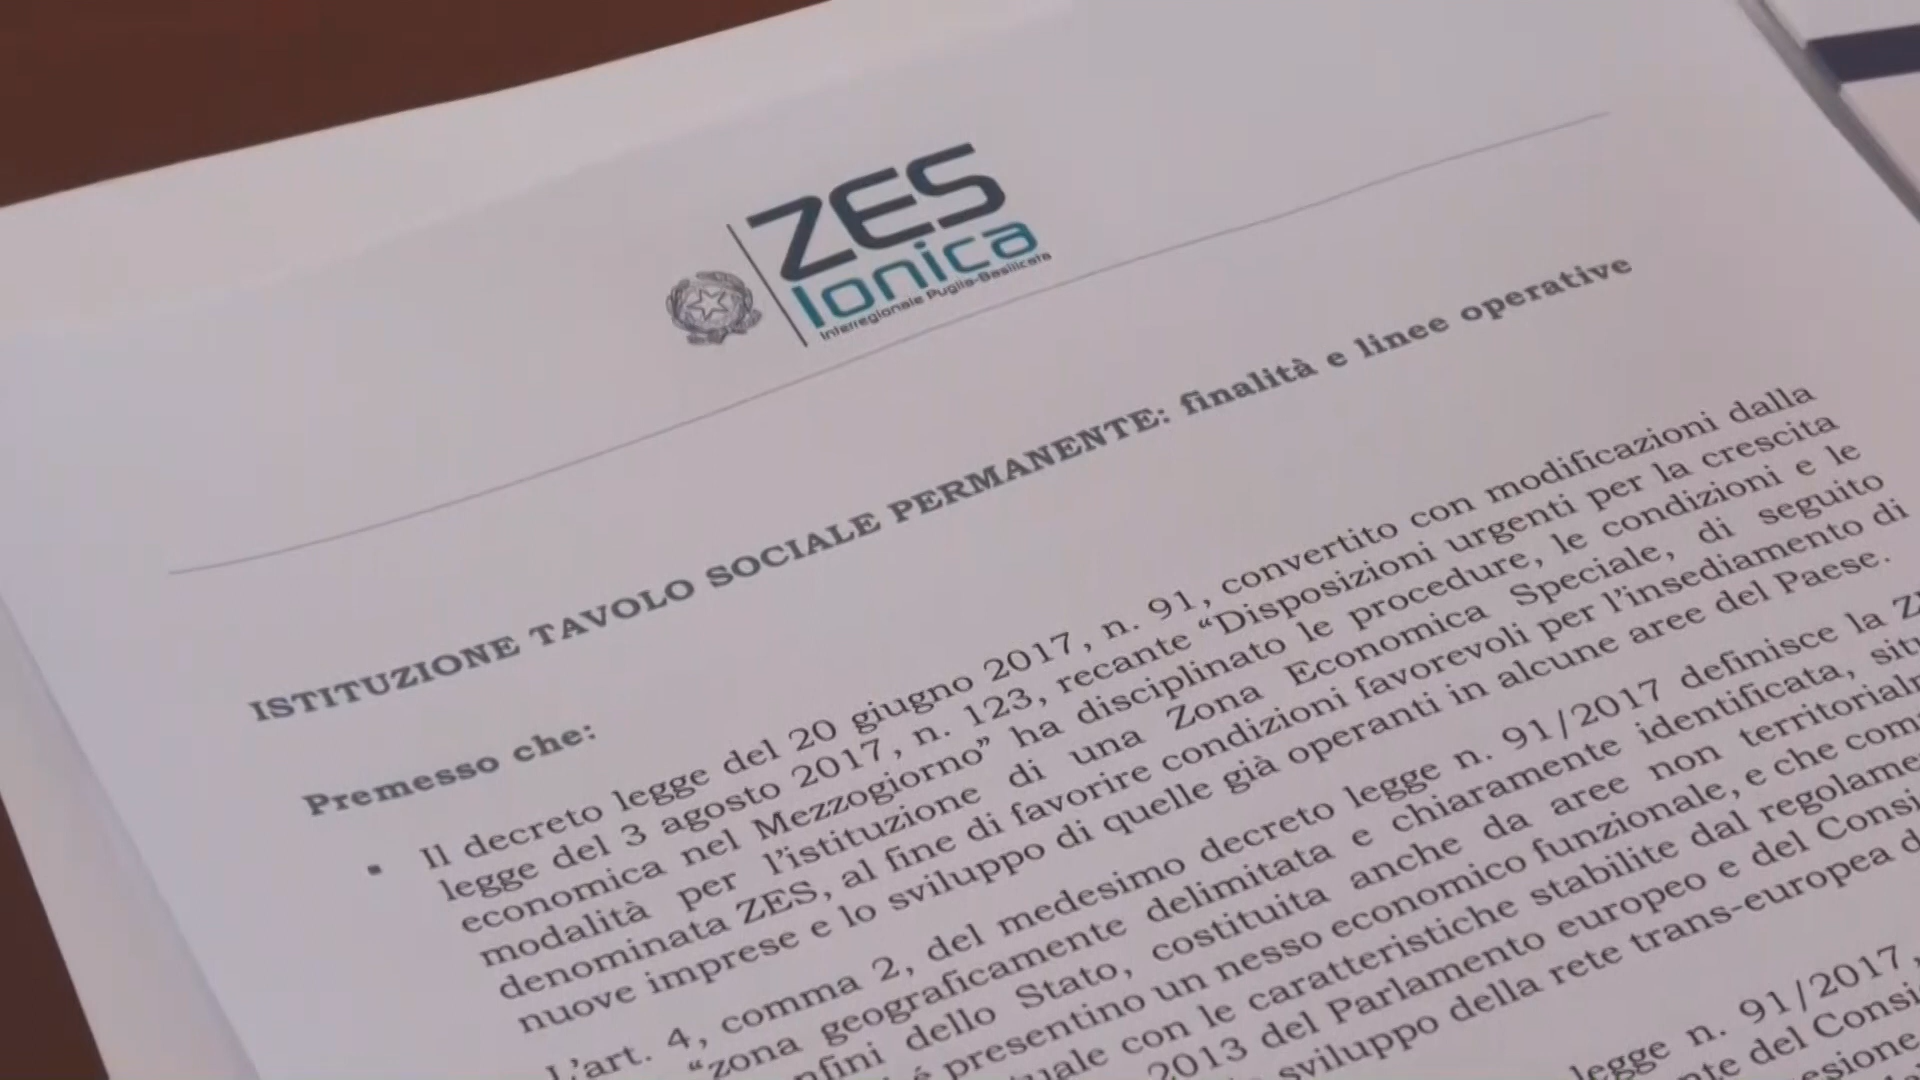 ZES
Ionica
Interregionale Puglia-Basilicata
ISTITUZIONE TAVOLO SOCIALE PERMANENTE: finalità e linee operative
Premesso che:
▪ Il decreto legge del 20 giugno 2017, n. 91, convertito con modificazioni dalla
legge del 3 agosto 2017, n. 123, recante “Disposizioni urgenti per la crescita
economica nel Mezzogiorno” ha disciplinato le procedure, le condizioni e le
modalità per l’istituzione di una Zona Economica Speciale, di seguito
denominata ZES, al fine di favorire condizioni favorevoli per l’insediamento di
nuove imprese e lo sviluppo di quelle già operanti in alcune aree del Paese.
L’art. 4, comma 2, del medesimo decreto legge n. 91/2017 definisce la
“zona geograficamente delimitata e chiaramente identificata,
dello Stato, costituita anche da aree non
presentino un nesso economico funzionale, e che
con le caratteristiche stabilite dal
2013 del Parlamento europeo e del
sviluppo della rete trans-europea
legge n. 91/2017,
del